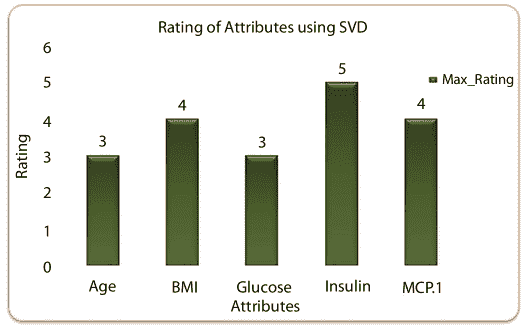 Rating of Attributes using SVD
6
5
4
3
2
1
0
Rating
3
4
3
5
4
Max_Rating
Age
BMI
Glucose
Insulin
MCP.1
Attributes